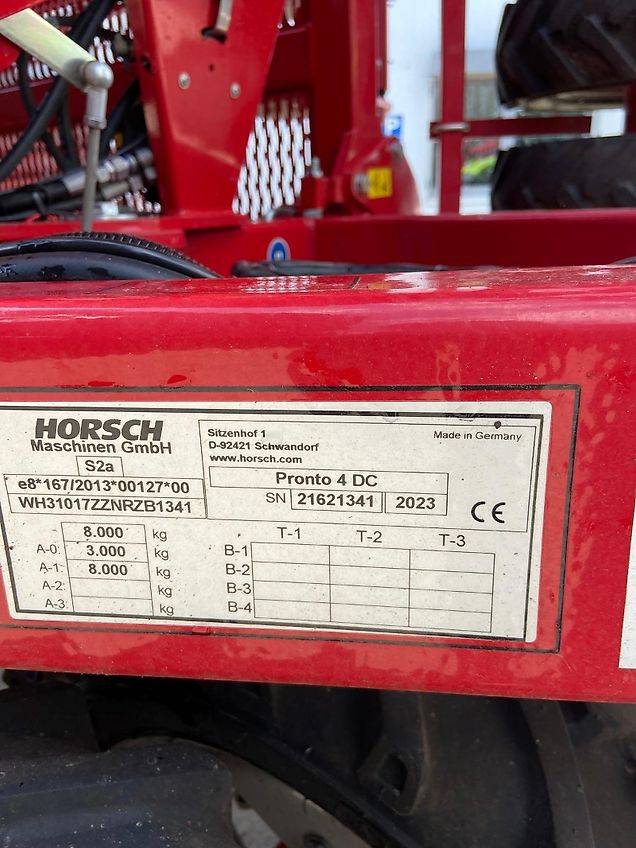 HORSCH
Maschinen GmbH
S2a
e8*167/2013*00127*00
WH31017ZZNRZB1341
Sitzenhof 1
D-92421 Schwandorf
www.horsch.com
Made in Germany
Pronto 4 DC
SN 21621341 2023
CE
8.000 kg
A-0: 3.000 kg
A-1: 8.000 kg
A-2: kg
A-3: kg
T-1 T-2 T-3
B-1
B-2
B-3
B-4
P